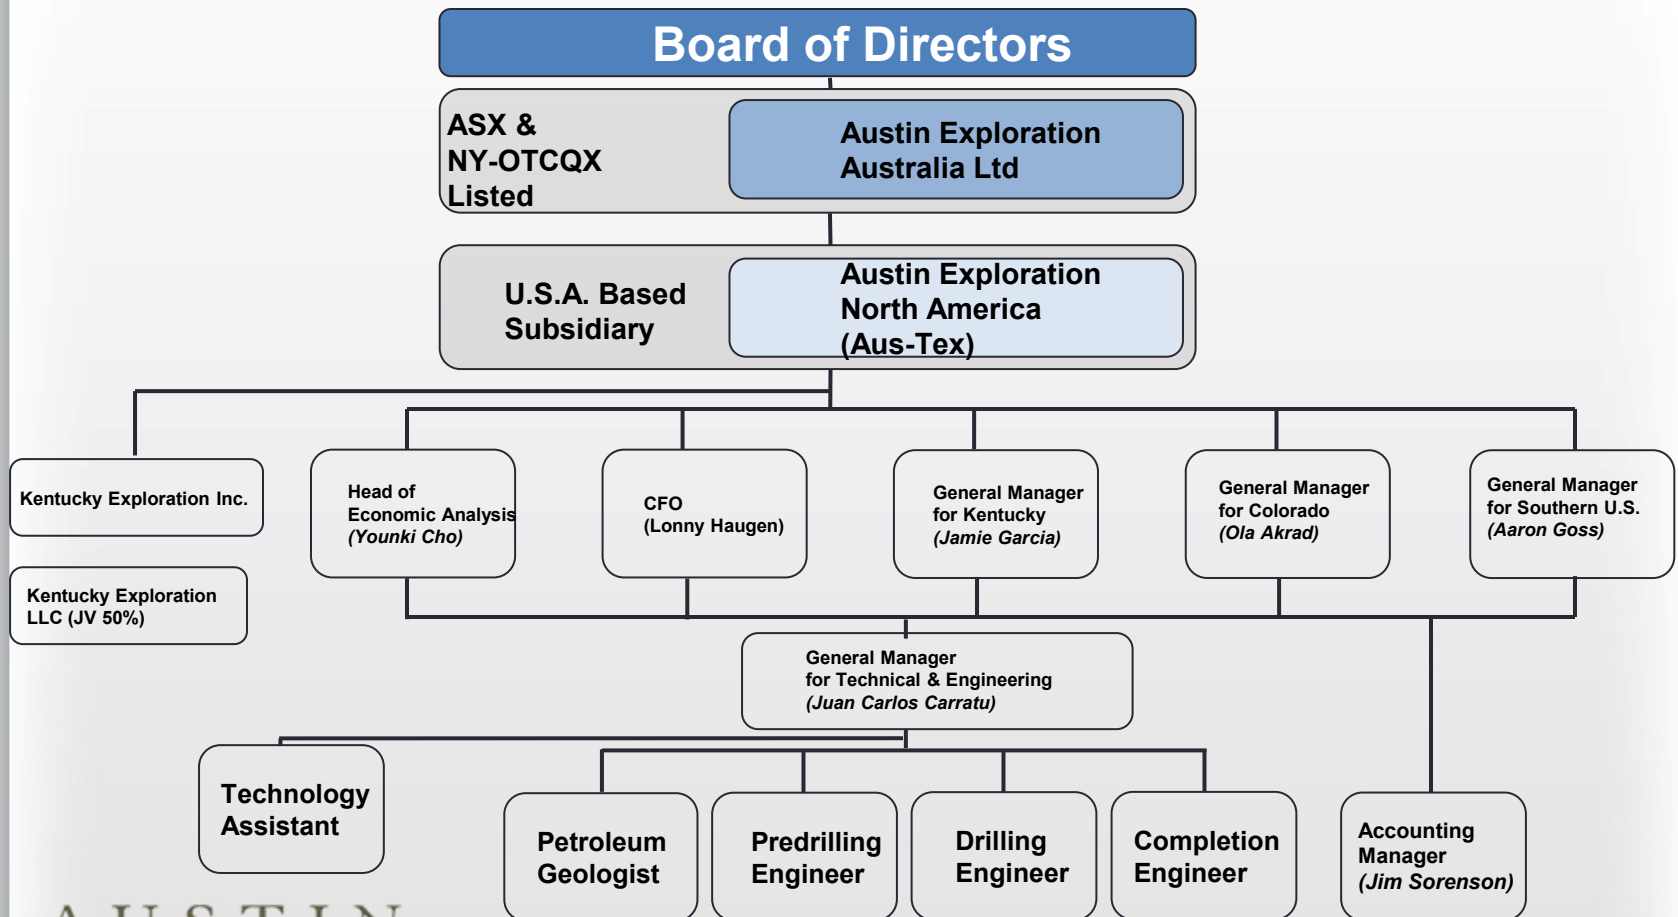 Board of Directors
ASX &
NY-OTCQX
Listed
Austin Exploration
Australia Ltd
U.S.A. Based
Subsidiary
Austin Exploration
North America
(Aus-Tex)
Kentucky Exploration Inc.
Head of
Economic Analysis
(Younki Cho)
CFO
(Lonny Haugen)
General Manager
for Kentucky
(Jamie Garcia)
General Manager
for Colorado
(Ola Akrad)
General Manager
for Southern U.S.
(Aaron Goss)
Kentucky Exploration
LLC (JV 50%)
General Manager
for Technical & Engineering
(Juan Carlos Carratu)
Technology
Assistant
Petroleum
Geologist
Predrilling
Engineer
Drilling
Engineer
Completion
Engineer
Accounting
Manager
(Jim Sorenson)
AUSTIN